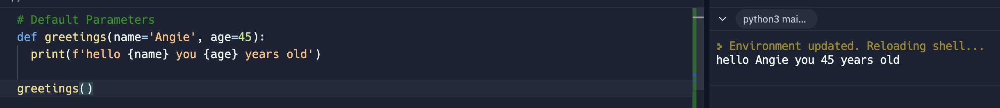 # Default Parameters
def greetings(name='Angie', age=45):
  print(f'hello {name} you {age} years old')
greetings()
python3 mai...
Environment updated. Reloading shell...
hello Angie you 45 years old